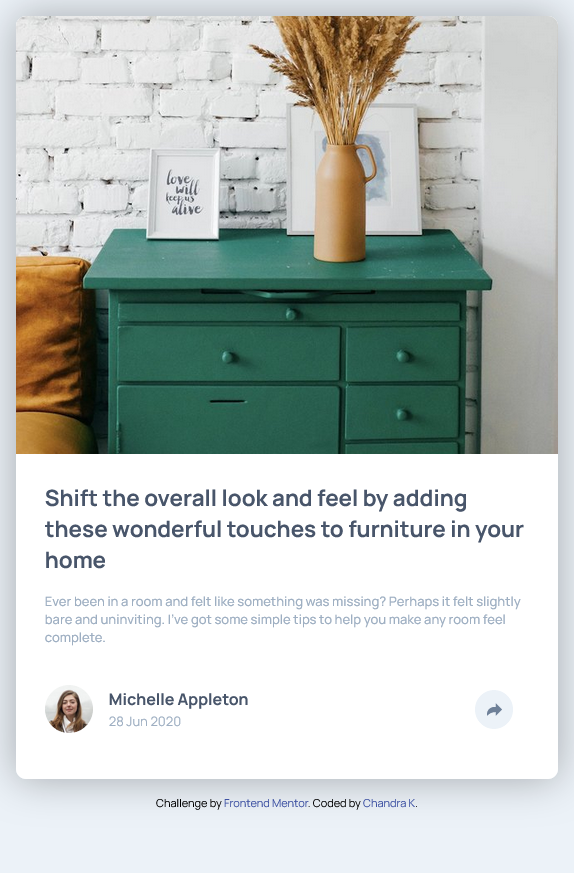 love
will
keep us
alive
Shift the overall look and feel by adding
these wonderful touches to furniture in your
home
Ever been in a room and felt like something was missing? Perhaps it felt slightly
bare and uninviting. I've got some simple tips to help you make any room feel
complete.
Michelle Appleton
28 Jun 2020
Challenge by Frontend Mentor. Coded by Chandra K.